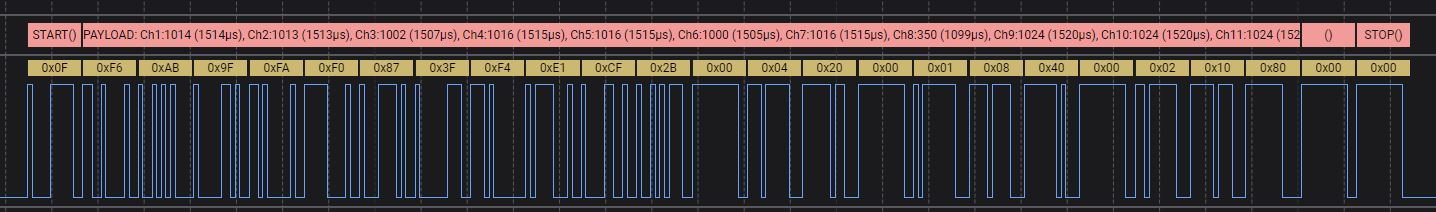 START() PAYLOAD: Ch1:1014 (1514µs), Ch2:1013 (1513µs), Ch3:1002 (1507µs), Ch4:1016 (1515µs), Ch5:1016 (1515µs), Ch6:1000 (1505µs), Ch7:1016 (1515µs), Ch8:350 (1099µs), Ch9:1024 (1520µs), Ch10:1024 (1520µs), Ch11:1024 (152 () STOP()
0x0F 0xF6 0xAB 0x9F 0xFA 0xF0 0x87 0x3F 0xF4 0xE1 0xCF 0x2B 0x00 0x04 0x20 0x00 0x01 0x08 0x40 0x00 0x02 0x10 0x80 0x00 0x00